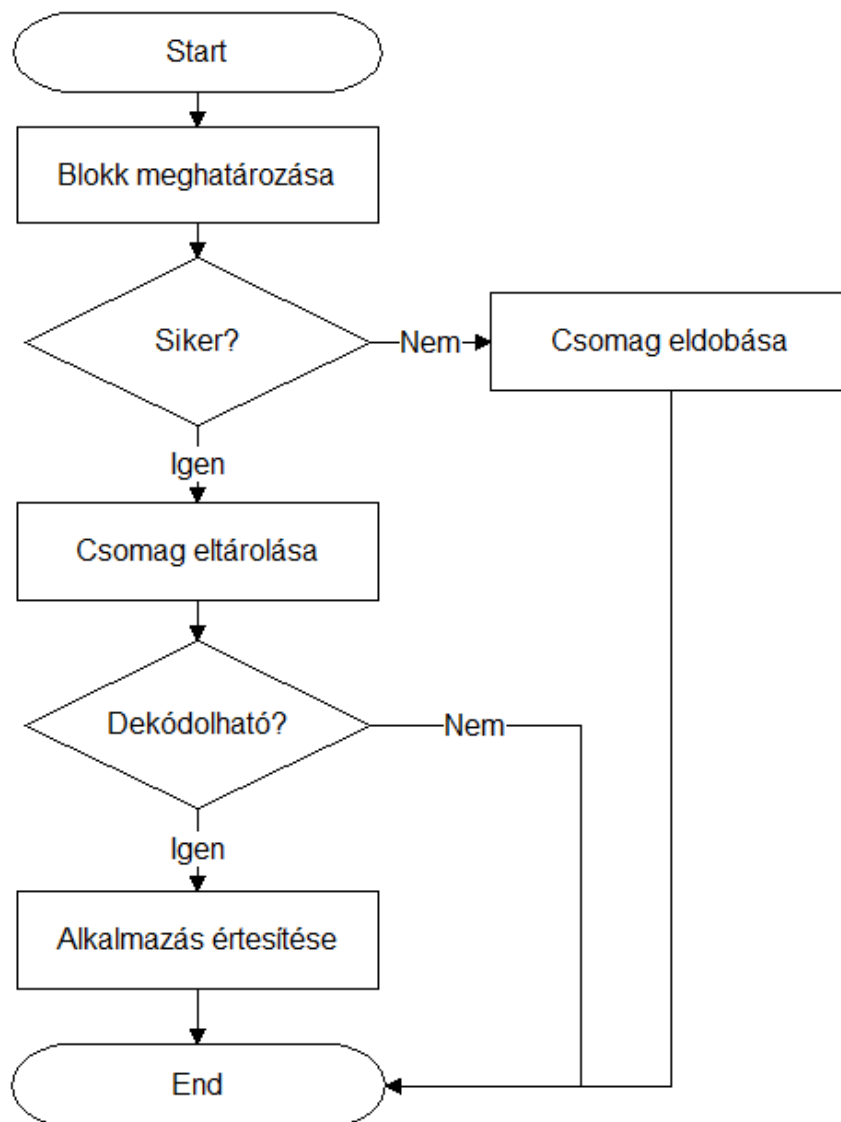 Start
Blokk meghatározása
Siker?
Nem
Csomag eldobása
Igen
Csomag eltárolása
Dekódolható?
Nem
Igen
Alkalmazás értesítése
End